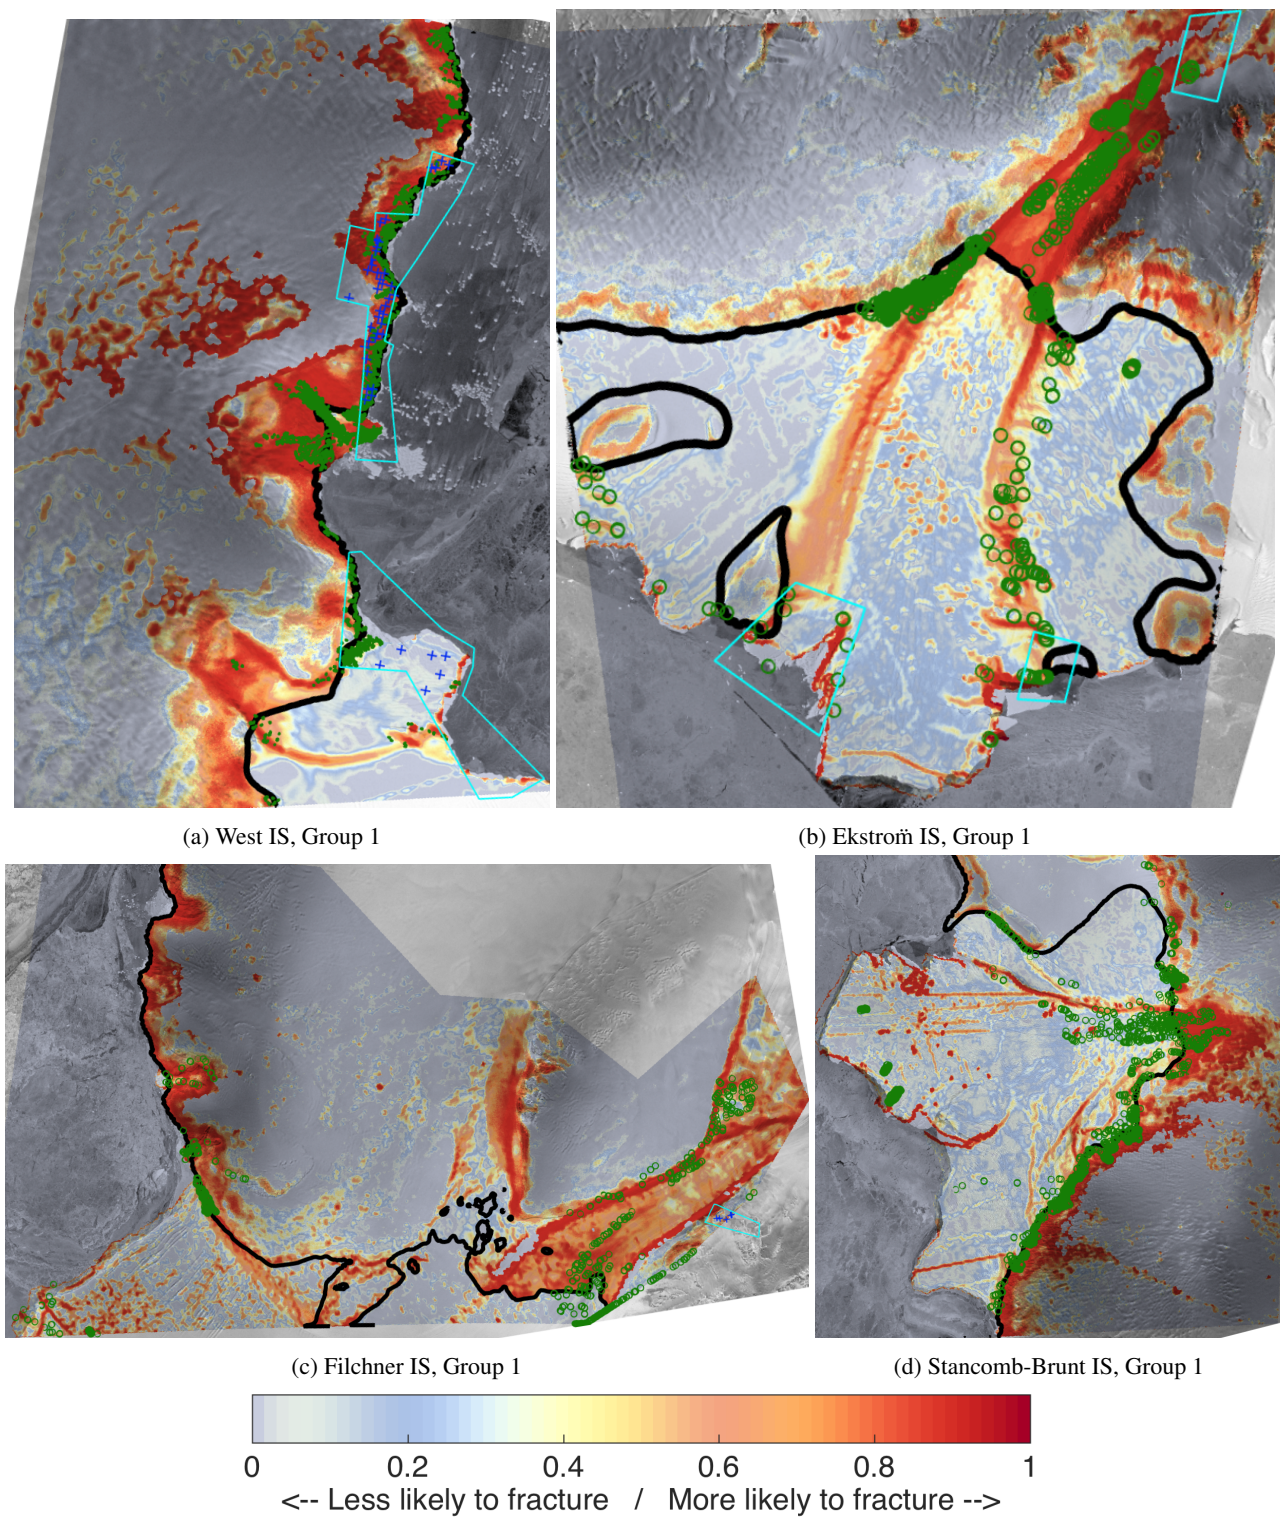 (a) West IS, Group 1
(b) Ekstrom̈ IS, Group 1
(c) Filchner IS, Group 1
(d) Stancomb-Brunt IS, Group 1
0 0.2 0.4 0.6 0.8 1
<-- Less likely to fracture / More likely to fracture -->